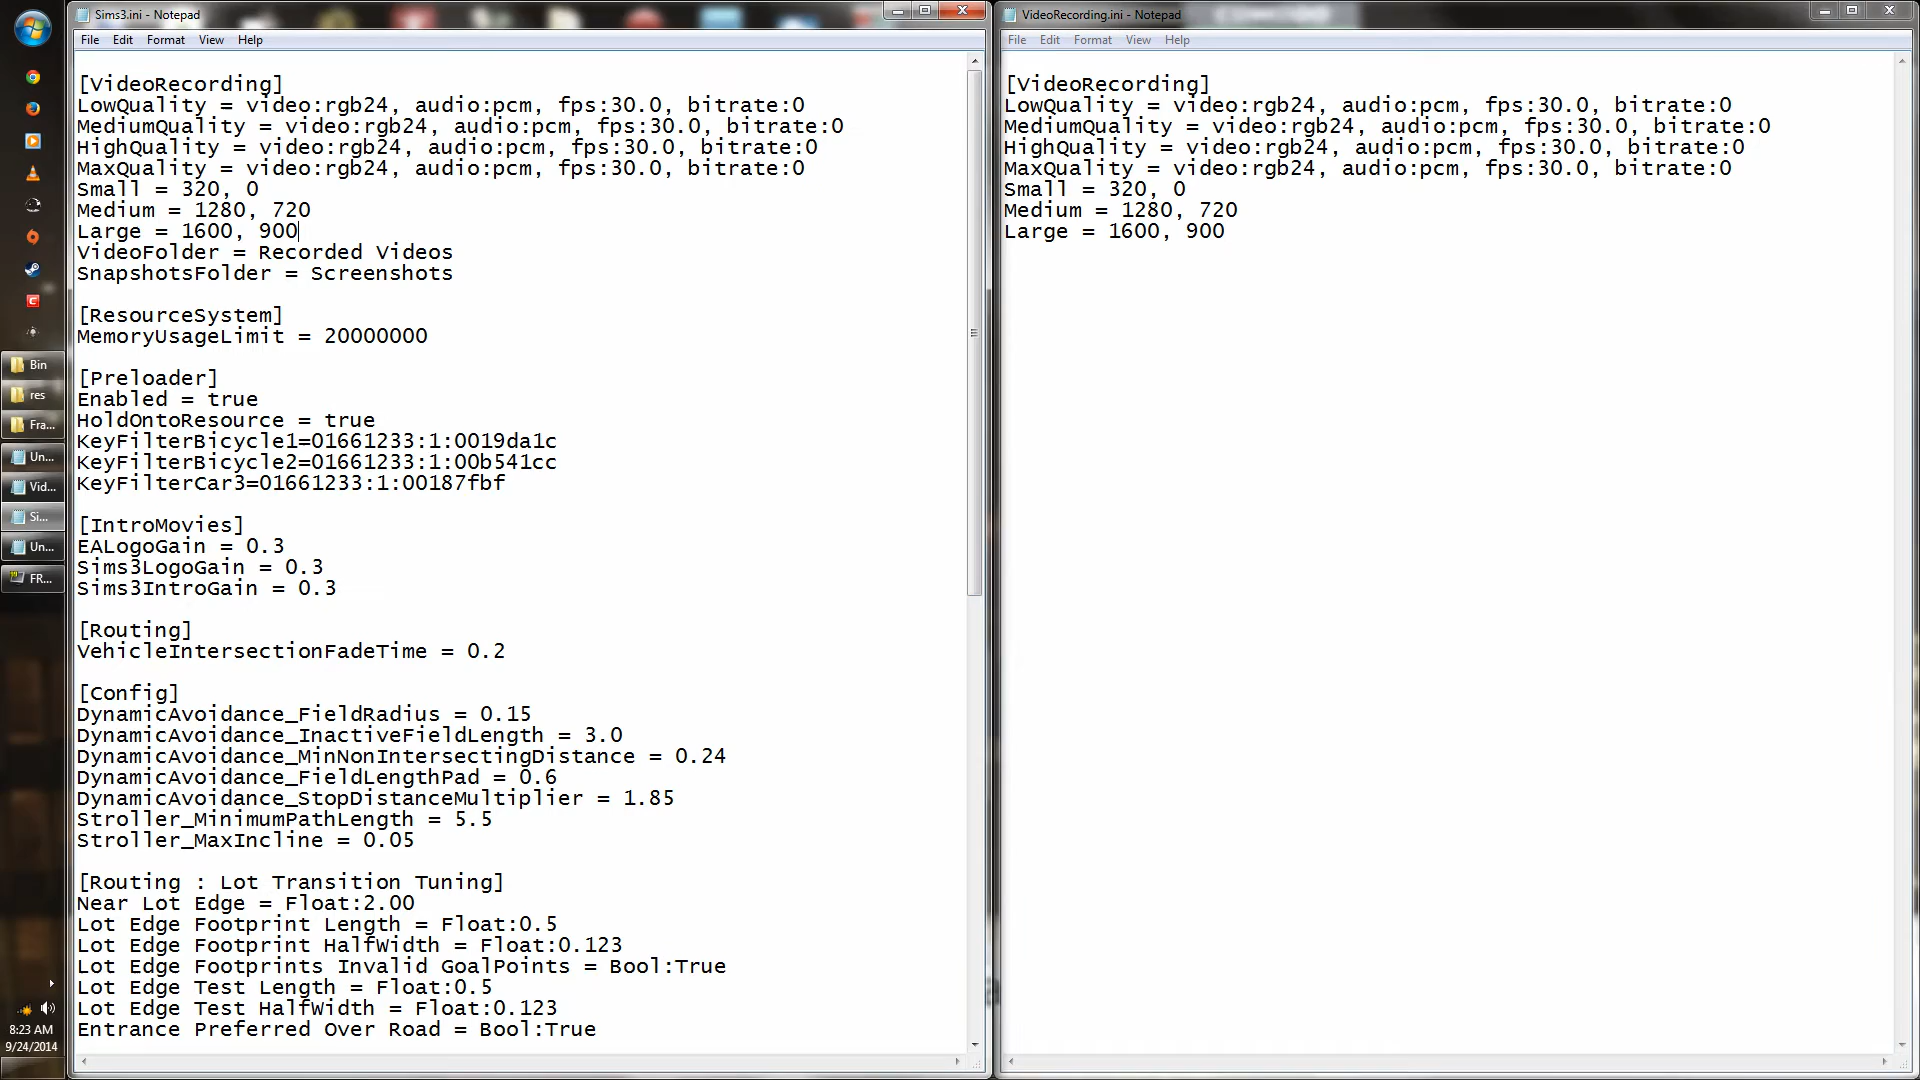 Sims3.ini - Notepad
File Edit Format View Help
[VideoRecording]
LowQuality = video:rgb24, audio:pcm, fps:30.0, bitrate:0
MediumQuality = video:rgb24, audio:pcm, fps:30.0, bitrate:0
HighQuality = video:rgb24, audio:pcm, fps:30.0, bitrate:0
MaxQuality = video:rgb24, audio:pcm, fps:30.0, bitrate:0
Small = 320, 0
Medium = 1280, 720
Large = 1600, 900
VideoFolder = Recorded Videos
SnapshotsFolder = Screenshots
[ResourceSystem]
MemoryUsageLimit = 20000000
[Preloader]
Enabled = true
HoldOntoResource = true
KeyFilterBicycle1=01661233:1:0019da1c
KeyFilterBicycle2=01661233:1:00b541cc
KeyFilterCar3=01661233:1:00187fbf
[IntroMovies]
EALogoGain = 0.3
Sims3LogoGain = 0.3
Sims3IntroGain = 0.3
[Routing]
VehicleIntersectionFadeTime = 0.2
[Config]
DynamicAvoidance_FieldRadius = 0.15
DynamicAvoidance_InactiveFieldLength = 3.0
DynamicAvoidance_MinNonIntersectingDistance = 0.24
DynamicAvoidance_FieldLengthPad = 0.6
DynamicAvoidance_StopDistanceMultiplier = 1.85
Stroller_MinimumPathLength = 5.5
Stroller_MaxIncline = 0.05
[Routing : Lot Transition Tuning]
Near Lot Edge = Float:2.00
Lot Edge Footprint Length = Float:0.5
Lot Edge Footprint HalfWidth = Float:0.123
Lot Edge Footprints Invalid GoalPoints = Bool:True
Lot Edge Test Length = Float:0.5
Lot Edge Test HalfWidth = Float:0.123
Entrance Preferred Over Road = Bool:True
VideoRecording.ini - Notepad
File Edit Format View Help
[VideoRecording]
LowQuality = video:rgb24, audio:pcm, fps:30.0, bitrate:0
MediumQuality = video:rgb24, audio:pcm, fps:30.0, bitrate:0
HighQuality = video:rgb24, audio:pcm, fps:30.0, bitrate:0
MaxQuality = video:rgb24, audio:pcm, fps:30.0, bitrate:0
Small = 320, 0
Medium = 1280, 720
Large = 1600, 900
Bin
res
Fra...
Un...
Vid...
Si...
Un...
FR...
8:23 AM
9/24/2014